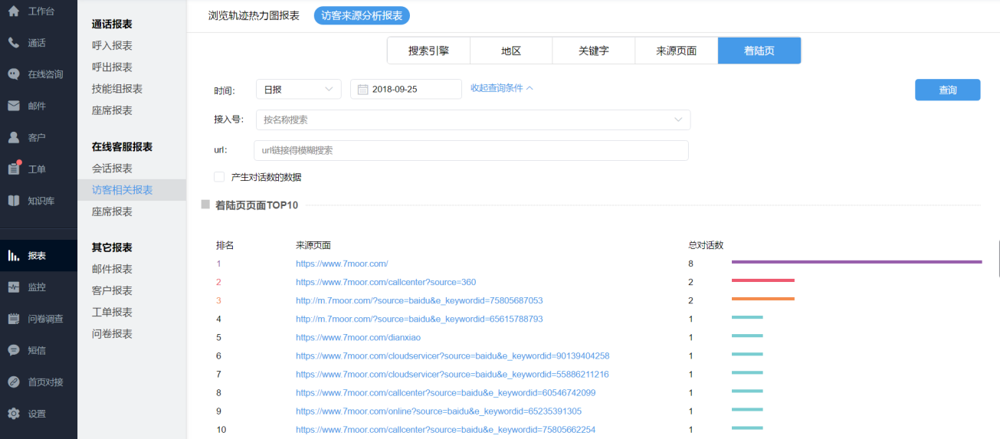 工作台
通话
在线咨询
邮件
客户
工单
知识库
报表
监控
问卷调查
短信
首页对接
设置
通话报表
呼入报表
呼出报表
技能组报表
座席报表
在线客服报表
会话报表
访客相关报表
座席报表
其它报表
邮件报表
客户报表
工单报表
问卷报表
浏览轨迹热力图报表 访客来源分析报表
搜索引擎 地区 关键字 来源页面 着陆页
时间： 日报 2018-09-25 收起查询条件 查询
接入号： 按名称搜索
url： url链接得模糊搜索
产生对话数的数据
着陆页页面TOP10
排名 来源页面 总对话数
1 https://www.7moor.com/ 8
2 https://www.7moor.com/callcenter?source=360 2
3 http://m.7moor.com/?source=baidu&e_keywordid=75805687053 2
4 http://m.7moor.com/?source=baidu&e_keywordid=65615788793 1
5 https://www.7moor.com/dianxiao 1
6 https://www.7moor.com/cloudservicer?source=baidu&e_keywordid=90139404258 1
7 https://www.7moor.com/cloudservicer?source=baidu&e_keywordid=55886211216 1
8 https://www.7moor.com/callcenter?source=baidu&e_keywordid=60546742099 1
9 https://www.7moor.com/online?source=baidu&e_keywordid=65235391305 1
10 https://www.7moor.com/callcenter?source=baidu&e_keywordid=75805662254 1